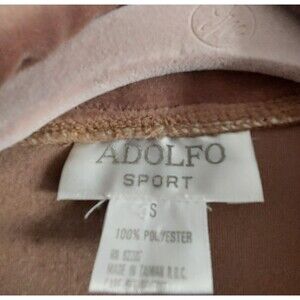 ADOLFO
SPORT
S
100% POLYESTER
MADE IN TAIWAN R.O.C.